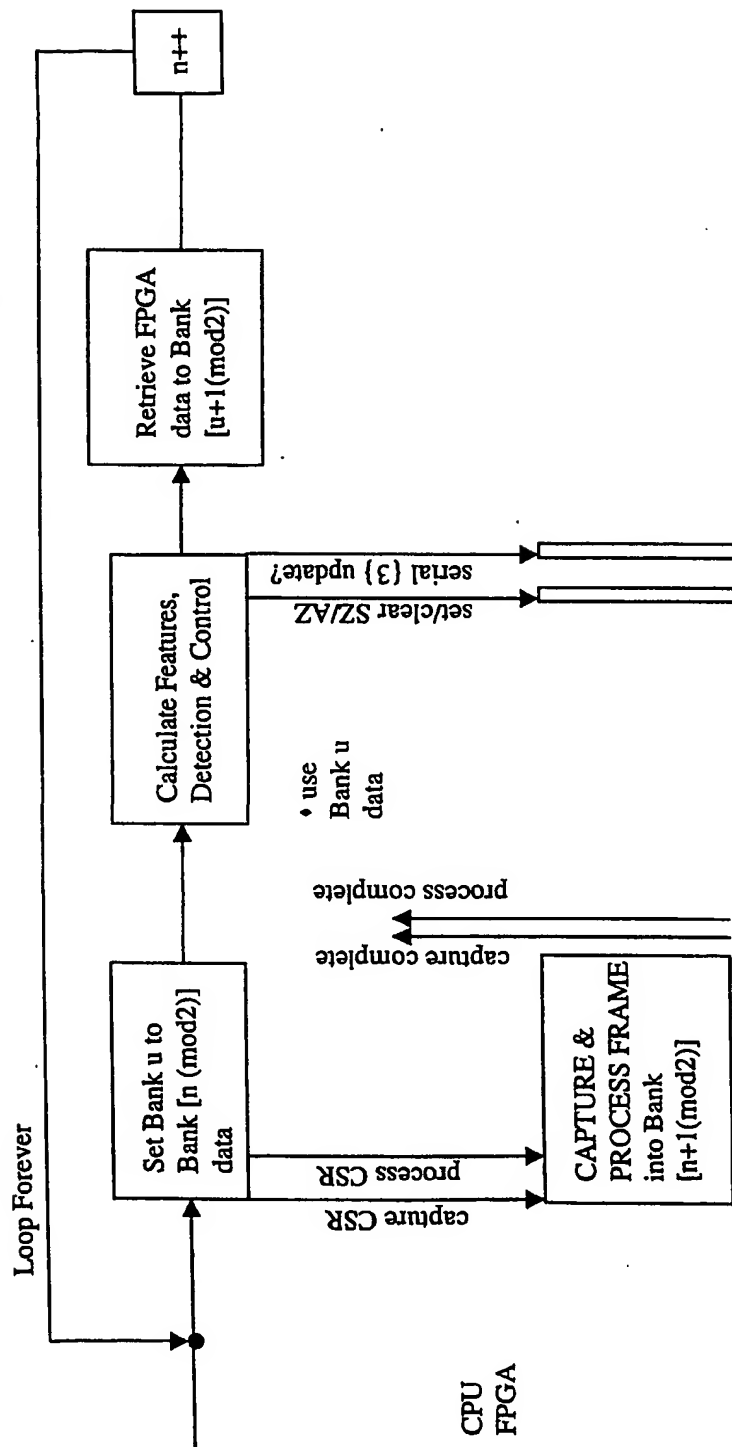 Loop Forever
Set Bank u to
Bank [n (mod2)]
data
Calculate Features,
Detection & Control
Retrieve FPGA
data to Bank
[u+1(mod2)]
n++
capture CSR
process CSR
capture complete
process complete
♦ use
Bank u
data
set/clear SZ/AZ
serial {3} update?
CPU
FPGA
CAPTURE &
PROCESS FRAME
into Bank
[n+1(mod2)]